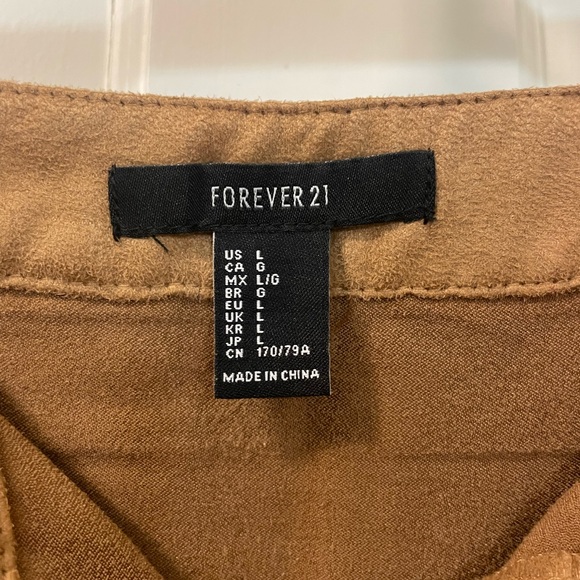 FOREVER 21
US L
CA G
MX L/G
BR G
EU L
UK L
KR L
JP L
CN 170/79A
MADE IN CHINA